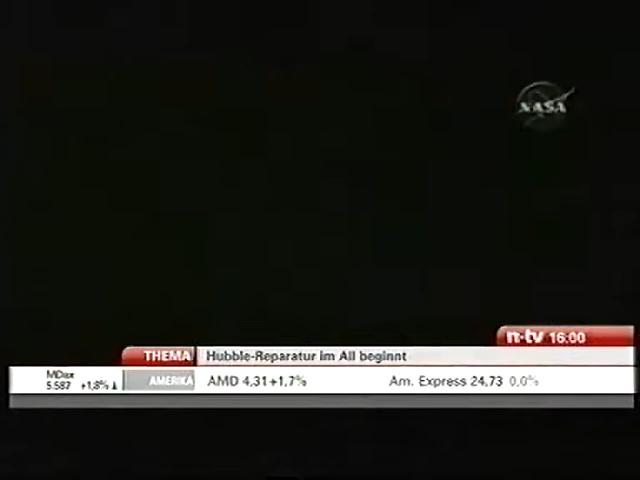 NASA
n-tv 16:00
THEMA Hubble-Reparatur im All beginnt
MDax
5.587 +1,8%
AMERIKA AMD 4,31+1,7% Am. Express 24,73 0,0%